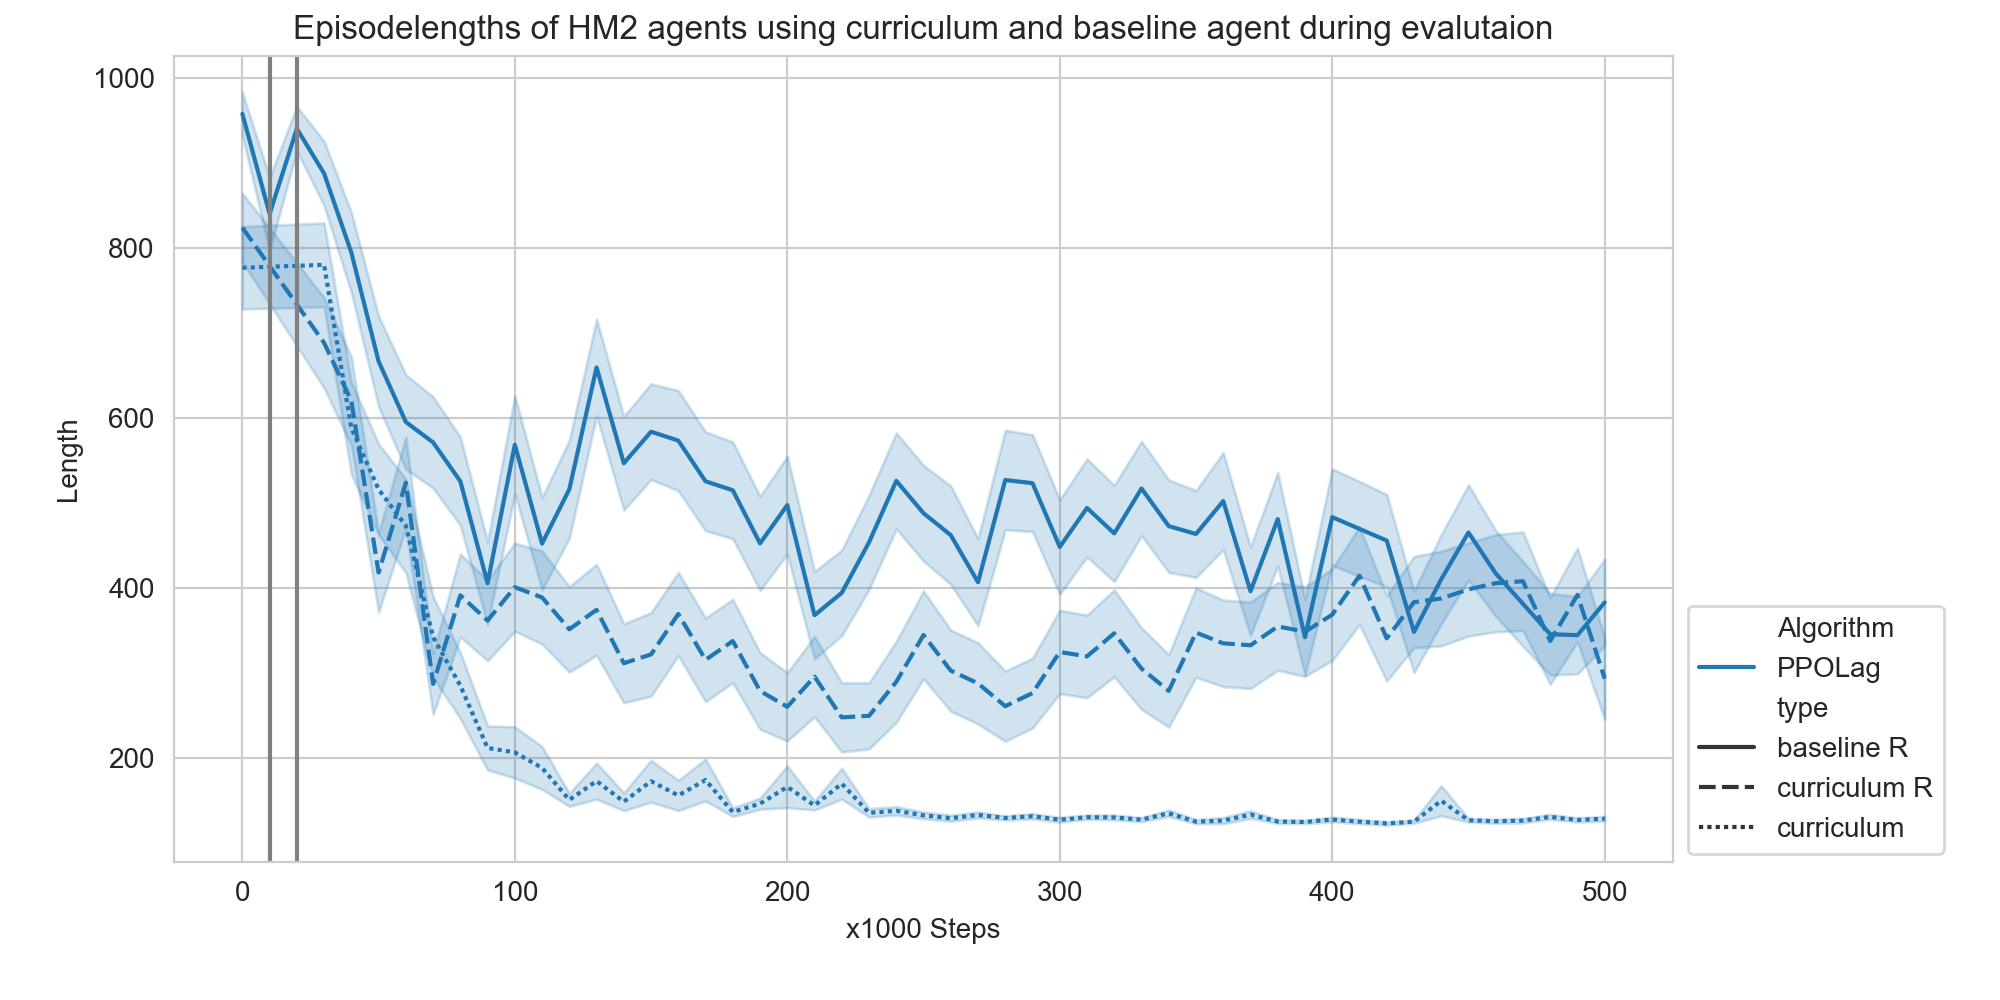 Episodelengths of HM2 agents using curriculum and baseline agent during evalutaion
1000
800
600
400
200
Length
0 100 200 300 400 500
x1000 Steps
Algorithm
PPOLag
type
baseline R
curriculum R
curriculum